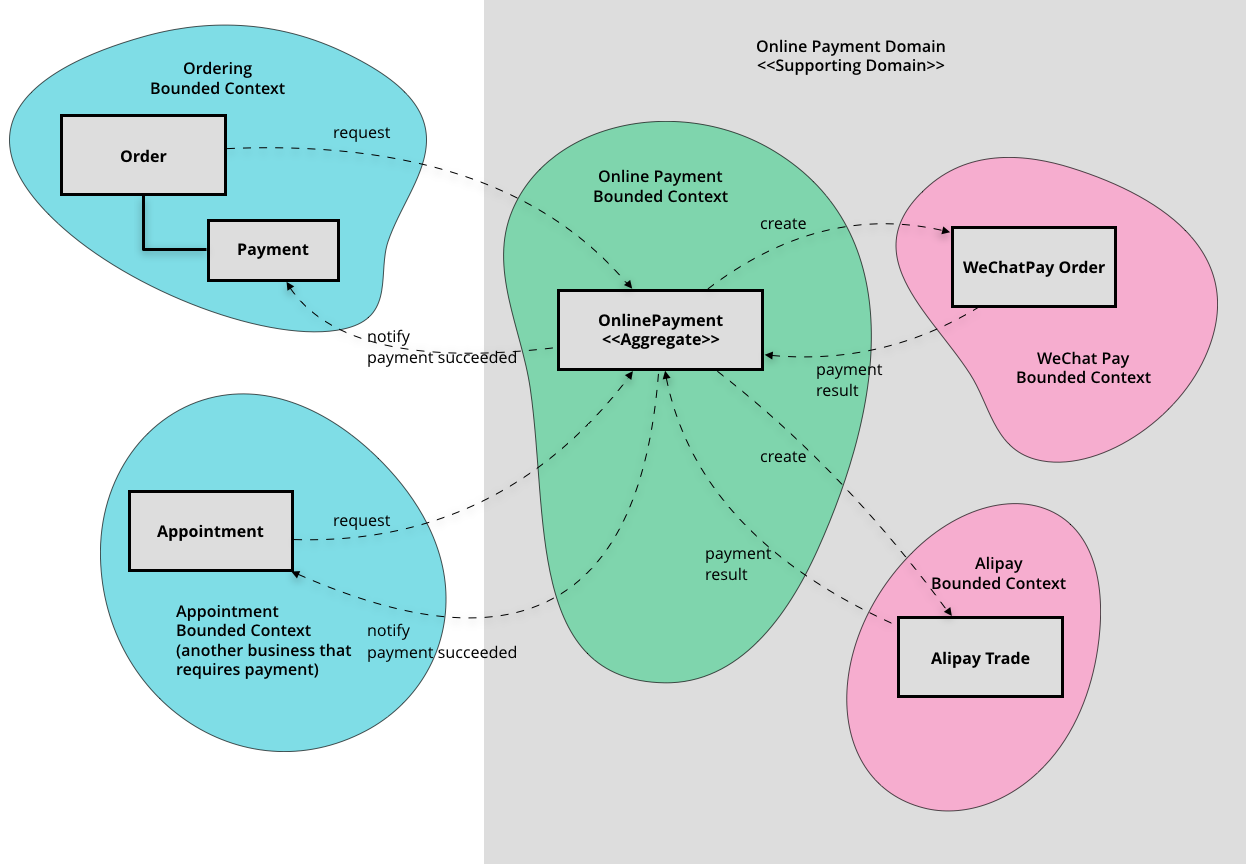 Online Payment Domain
<<Supporting Domain>>
Ordering
Bounded Context
Order
request
Payment
notify
payment succeeded
Online Payment
Bounded Context
create
OnlinePayment
<<Aggregate>>
WeChatPay Order
WeChat Pay
Bounded Context
payment
result
create
payment
result
Appointment
request
Appointment
Bounded Context
(another business that
requires payment)
notify
payment succeeded
Alipay
Bounded Context
Alipay Trade